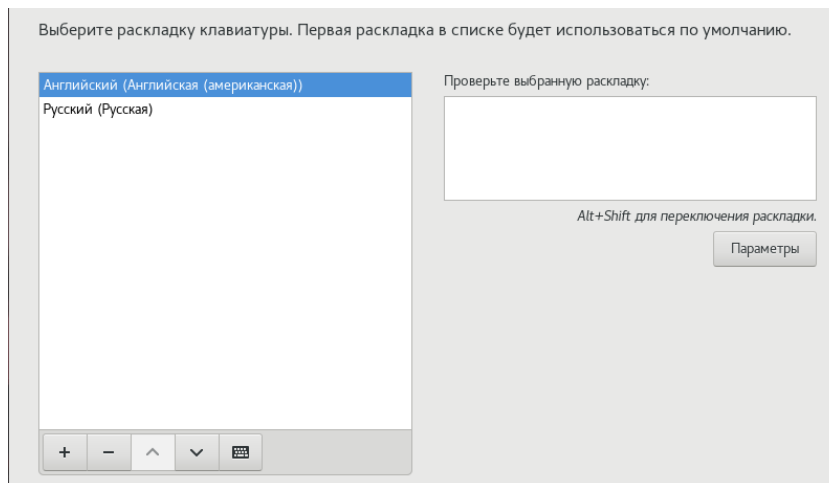 Выберите раскладку клавиатуры. Первая раскладка в списке будет использоваться по умолчанию.
Английский (Английская (американская))
Русский (Русская)
Проверьте выбранную раскладку:
Alt+Shift для переключения раскладки.
Параметры